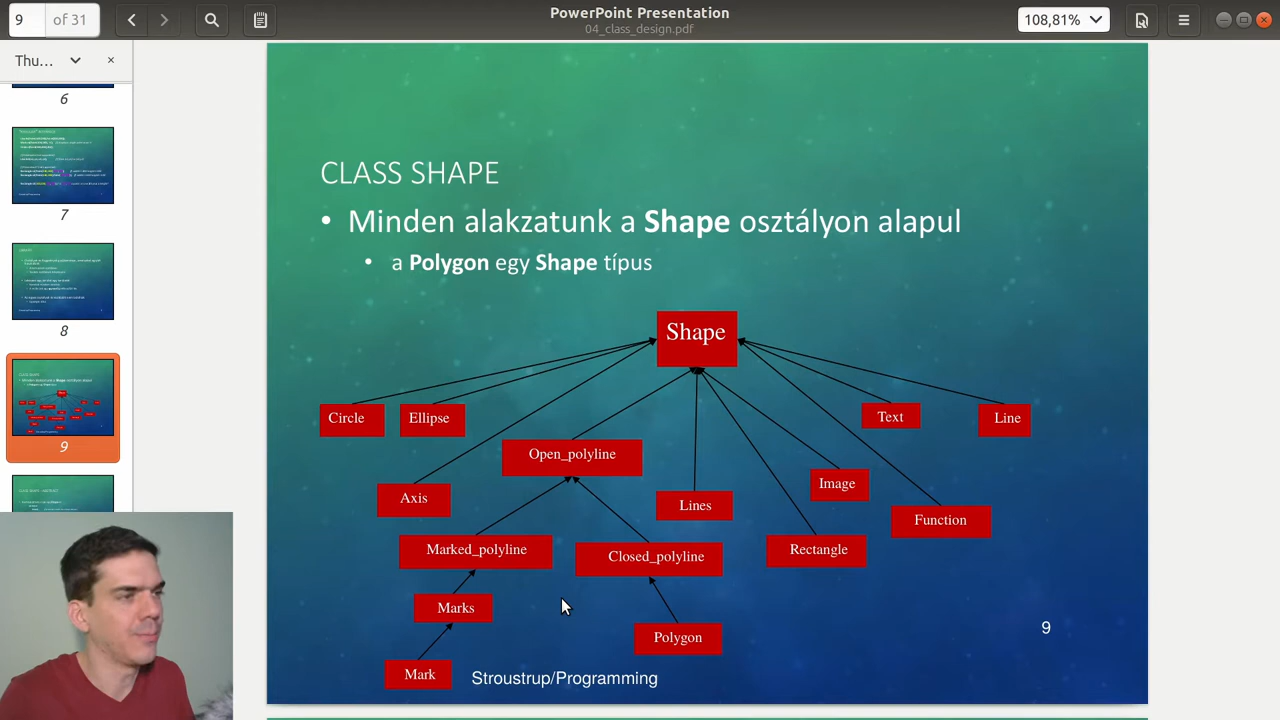 9
of 31
PowerPoint Presentation
04_class_design.pdf
108,81%
Thu...
6
7
8
9
CLASS SHAPE
• Minden alakzatunk a Shape osztályon alapul
• a Polygon egy Shape típus
Shape
Circle
Ellipse
Text
Line
Open_polyline
Axis
Lines
Image
Function
Marked_polyline
Closed_polyline
Rectangle
Marks
Polygon
9
Mark
Stroustrup/Programming